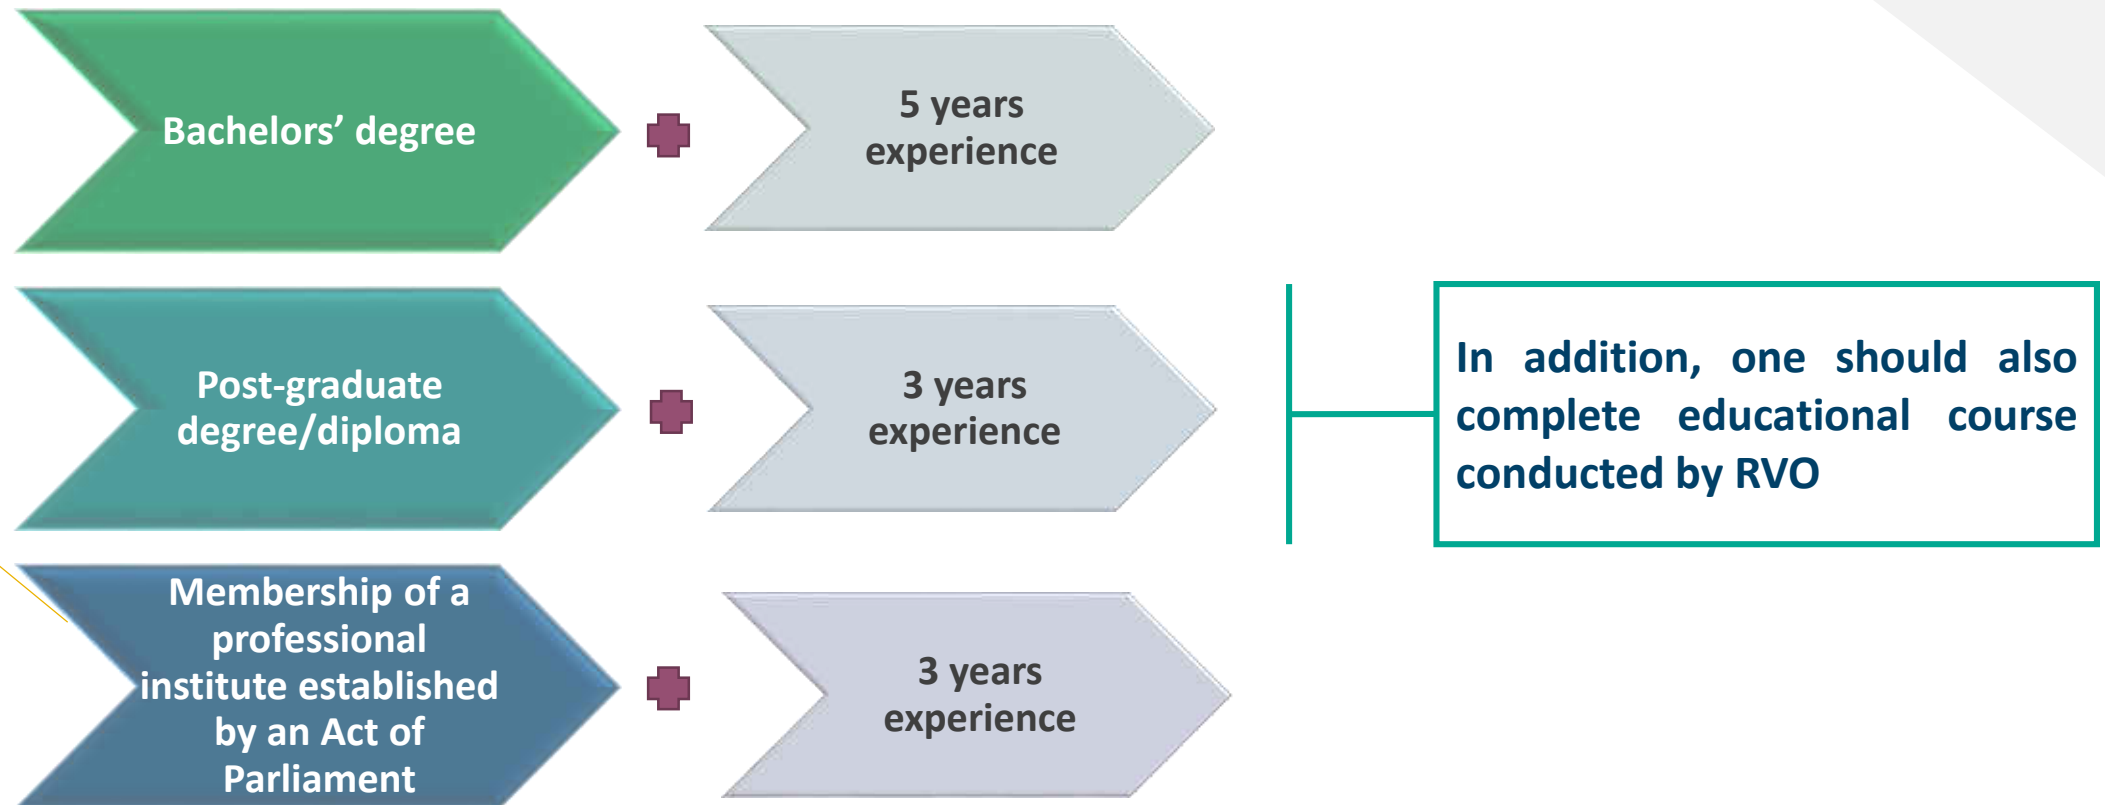 Bachelors’ degree
5 years
experience
Post-graduate
degree/diploma
3 years
experience
In addition, one should also
complete educational course
conducted by RVO
Membership of a
professional
institute established
by an Act of
Parliament
3 years
experience